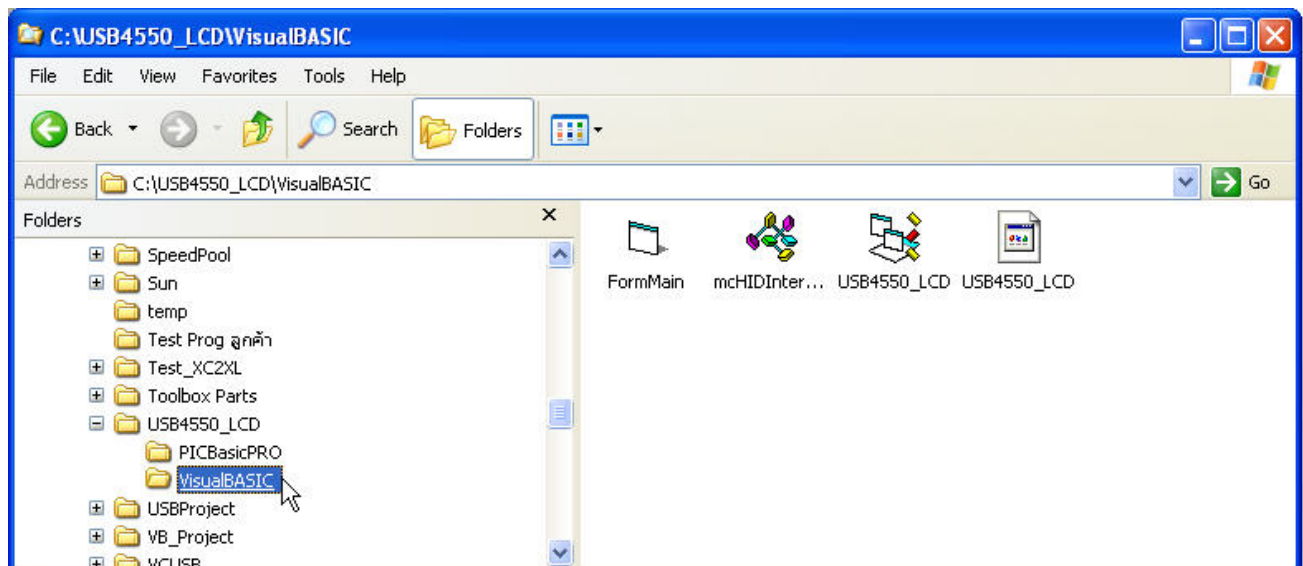 C:\USB4550_LCD\VisualBASIC
File Edit View Favorites Tools Help
Back Search Folders
Address C:\USB4550_LCD\VisualBASIC Go
Folders
SpeedPool
Sun
temp
Test Prog ลูกค้า
Test_XC2XL
Toolbox Parts
USB4550_LCD
PICBasicPRO
VisualBASIC
USBProject
VB_Project
VCUSB
FormMain mcHIDInter... USB4550_LCD USB4550_LCD